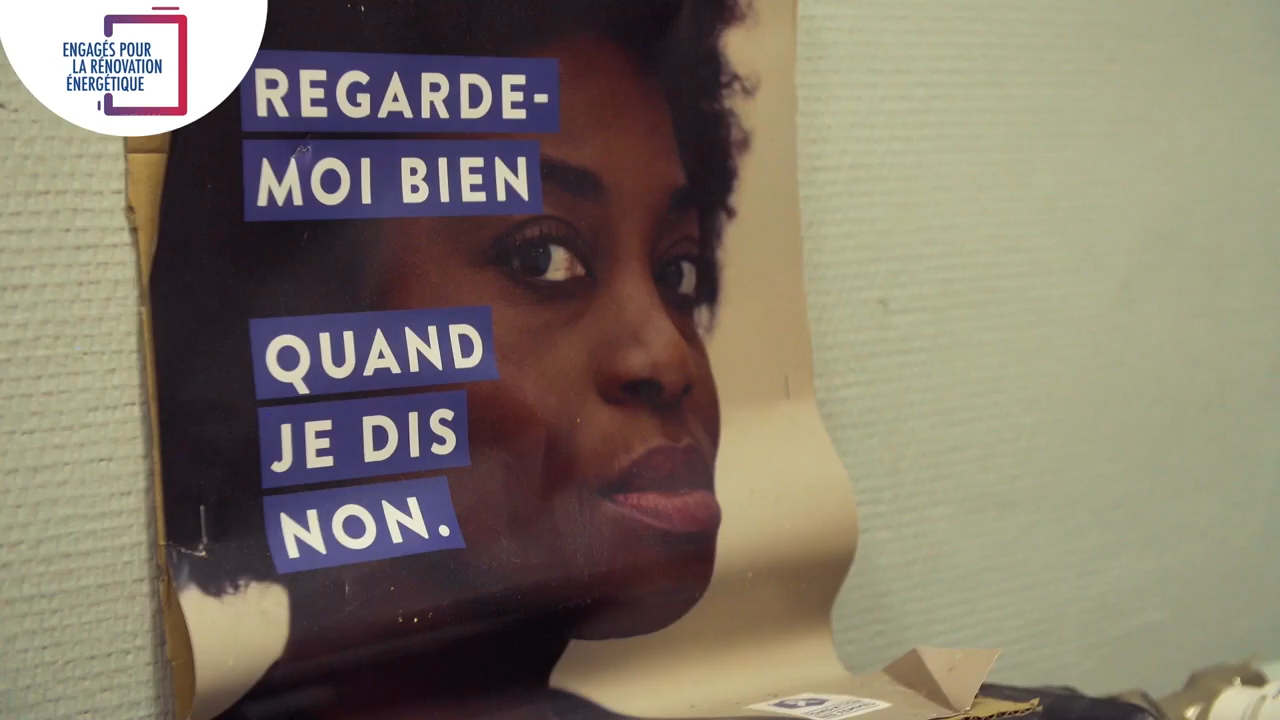 ENGAGÉS POUR
LA RÉNOVATION
ÉNERGÉTIQUE
REGARDE-
MOI BIEN
QUAND
JE DIS
NON.